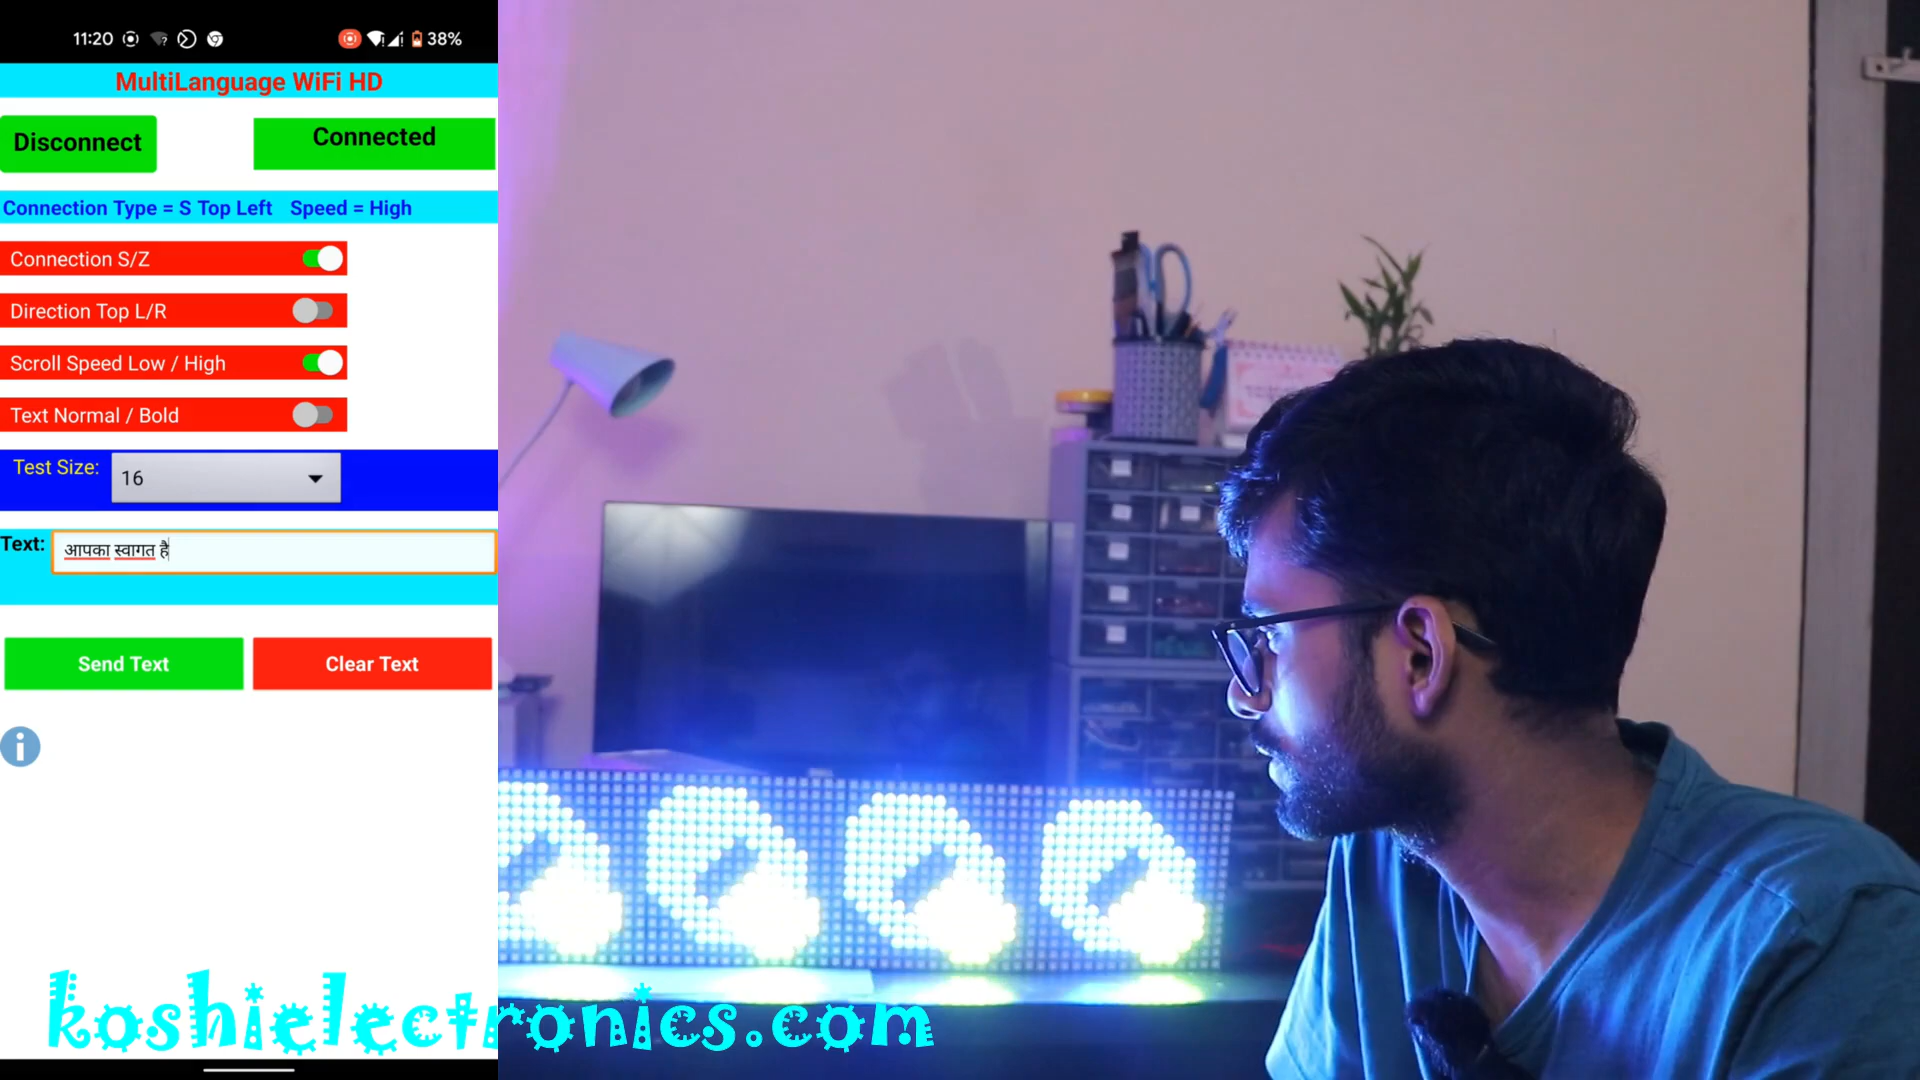 11:20
38%
MultiLanguage WiFi HD
Disconnect
Connected
Connection Type = S Top Left Speed = High
Connection S/Z
Direction Top L/R
Scroll Speed Low / High
Text Normal / Bold
Test Size:
16
Text:
आपका स्वागत है
Send Text
Clear Text
i
koshielectronics.com